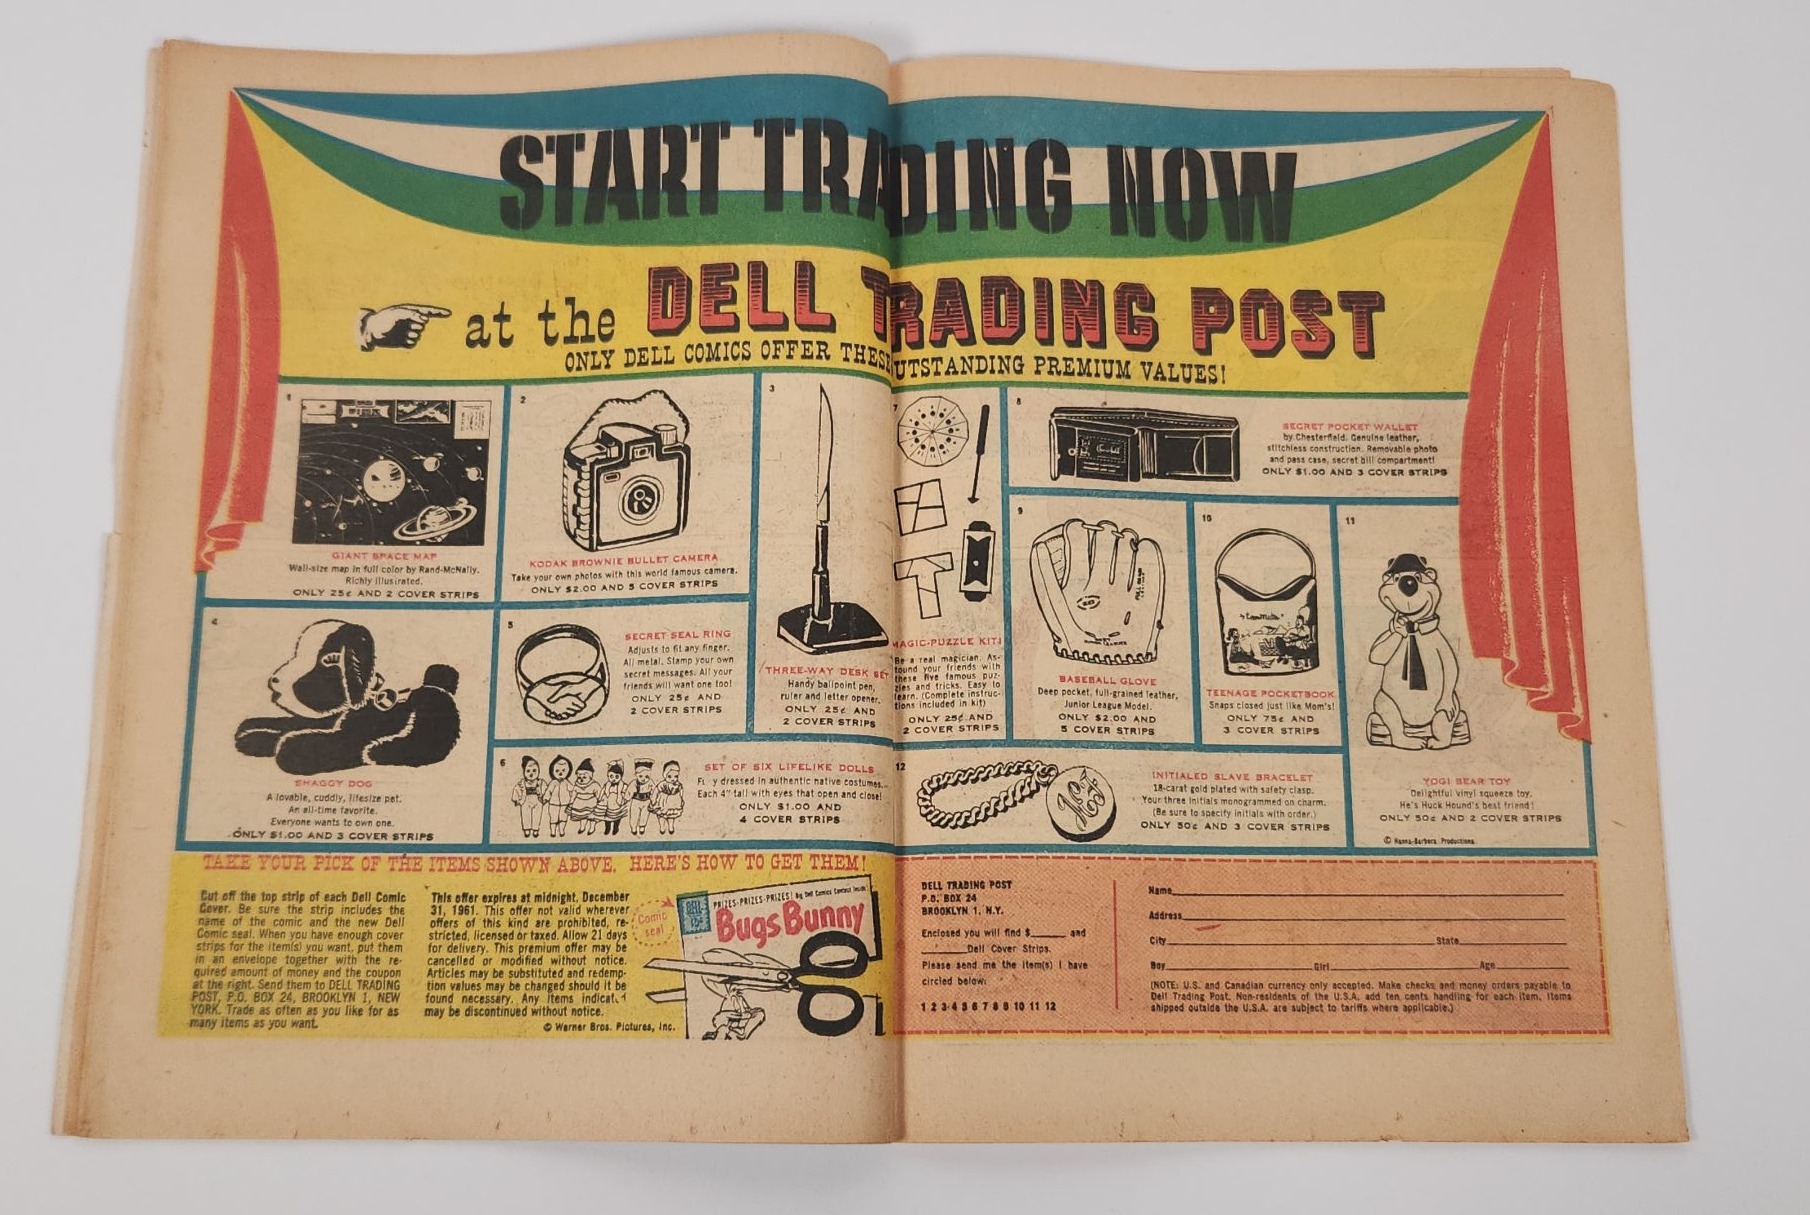 START TRADING NOW
at the DELL TRADING POST
ONLY DELL COMICS OFFER THESE UTSTANDING PREMIUM VALUES!
1
GIANT SPACE MAP
Wall-size map in full color by Rand-McNally.
Richly illustrated.
ONLY 25¢ AND 2 COVER STRIPS
2
KODAK BROWNIE BULLET CAMERA
Take your own photos with this world famous camera.
ONLY $2.00 AND 5 COVER STRIPS
3
THREE-WAY DESK SET
Handy ballpoint pen,
ruler and letter opener.
ONLY 25¢ AND
2 COVER STRIPS
4
SHAGGY DOG
A lovable, cuddly, lifesize pet.
An all-time favorite.
Everyone wants to own one.
ONLY $1.00 AND 3 COVER STRIPS
5
SECRET SEAL RING
Adjusts to fit any finger.
All metal. Stamp your own
secret messages. All your
friends will want one too!
ONLY 25¢ AND
2 COVER STRIPS
6
SET OF SIX LIFELIKE DOLLS
dressed in authentic native costumes.
Each 4" tall with eyes that open and close!
ONLY $1.00 AND
4 COVER STRIPS
7
MAGIC-PUZZLE KIT!
Be a real magician. As-
tound your friends with
these five famous puz-
zles and tricks. Easy to
learn. (Complete instruc-
tions included in kit)
ONLY 25¢ AND
2 COVER STRIPS
8
SECRET POCKET WALLET
by Chesterfield. Genuine leather,
stitchless construction. Removable photo
and pass case, secret bill compartment!
ONLY $1.00 AND 3 COVER STRIPS
9
BASEBALL GLOVE
Deep pocket, full-grained leather,
Junior League Model.
ONLY $2.00 AND
5 COVER STRIPS
10
TEENAGE POCKETBOOK
Snaps closed just like Mom's!
ONLY 75¢ AND
3 COVER STRIPS
11
YOGI BEAR TOY
Delightful vinyl squeeze toy.
He's Huck Hound's best friend!
ONLY 50¢ AND 2 COVER STRIPS
© Hanna-Barbera Productions
12
INITIALED SLAVE BRACELET
18-carat gold plated with safety clasp.
Your three initials monogrammed on charm.
(Be sure to specify initials with order.)
ONLY 50¢ AND 3 COVER STRIPS
TAKE YOUR PICK OF THE ITEMS SHOWN ABOVE. HERE'S HOW TO GET THEM!
Cut off the top strip of each Dell Comic
Cover. Be sure the strip includes the
name of the comic and the new Dell
Comic seal. When you have enough cover
strips for the item(s) you want, put them
in an envelope together with the re-
quired amount of money and the coupon
at the right. Send them to DELL TRADING
POST, P.O. BOX 24, BROOKLYN 1, NEW
YORK. Trade as often as you like for as
many items as you want.
This offer expires at midnight, December
31, 1961. This offer not valid wherever
offers of this kind are prohibited, re-
stricted, licensed or taxed. Allow 21 days
for delivery. This premium offer may be
cancelled or modified without notice.
Articles may be substituted and redemp-
tion values may be changed should it be
found necessary. Any items indicat
may be discontinued without notice.
© Warner Bros. Pictures, Inc.
Comic
seal
PRIZES-PRIZES-PRIZES! Big Dell Comics Contest Inside
Bugs Bunny
DELL TRADING POST
P.O. BOX 24
BROOKLYN 1, N.Y.
Enclosed you will find $ and
Dell Cover Strips.
Please send me the item(s) I have
circled below:
1 2 3 4 5 6 7 8 9 10 11 12
Name
Address
City State
Boy Girl Age
(NOTE: U.S. and Canadian currency only accepted. Make checks and money orders payable to
Dell Trading Post. Non-residents of the U.S.A. add ten cents handling for each item. Items
shipped outside the U.S.A. are subject to tariffs where applicable.)